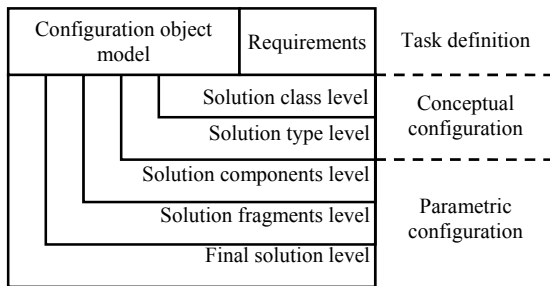 Configuration object
model
Requirements
Task definition
Solution class level
Solution type level
Conceptual
configuration
Solution components level
Solution fragments level
Final solution level
Parametric
configuration